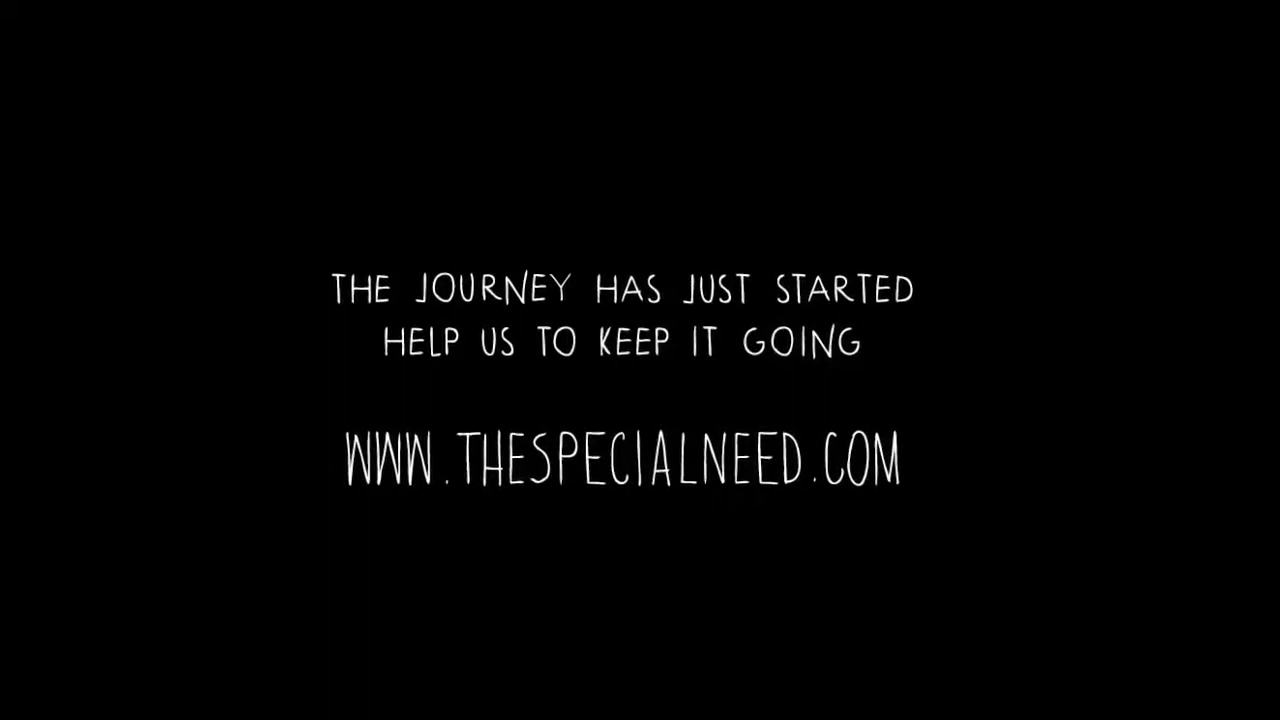 THE JOURNEY HAS JUST STARTED
HELP US TO KEEP IT GOING
WWW.THESPECIALNEED.COM